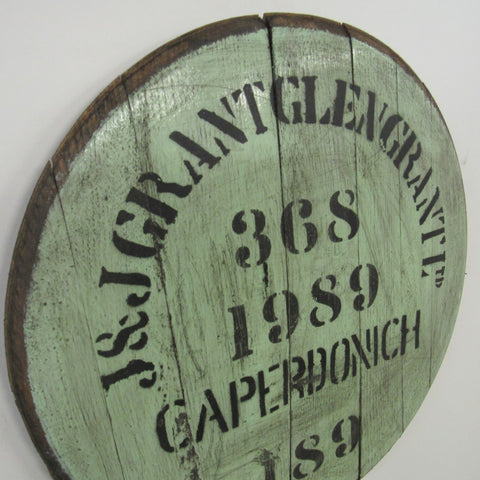 J&J GRANT GLEN GRANT LTD
368
1989
CAPERDONICH
189